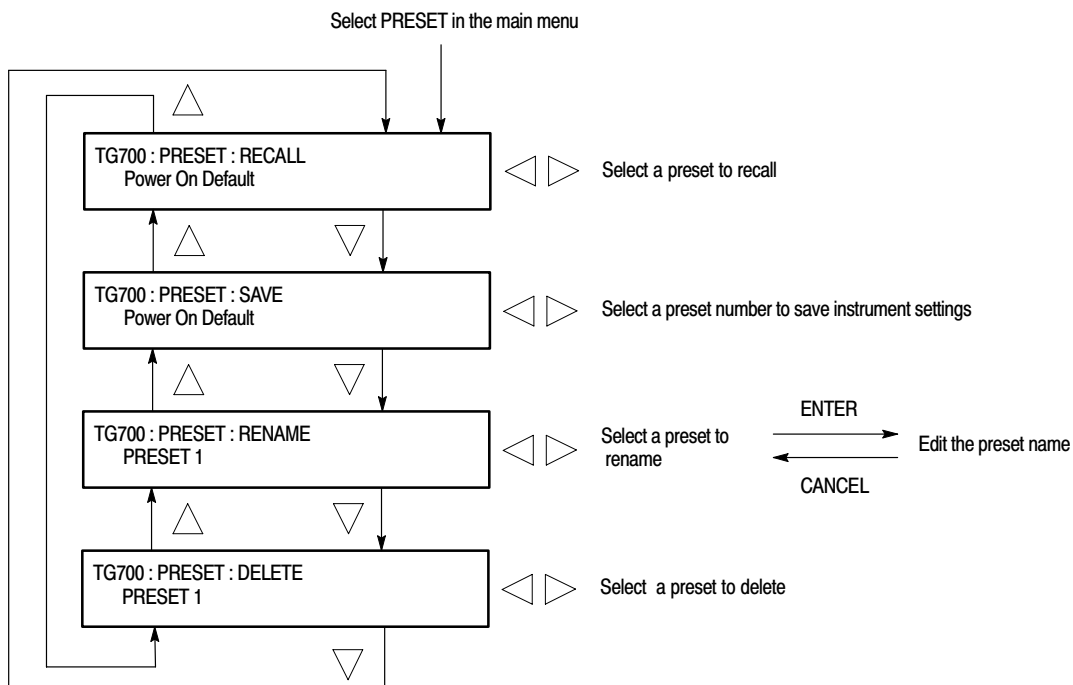 Select PRESET in the main menu
TG700 : PRESET : RECALL
Power On Default
Select a preset to recall
TG700 : PRESET : SAVE
Power On Default
Select a preset number to save instrument settings
TG700 : PRESET : RENAME
PRESET 1
Select a preset to
rename
ENTER
CANCEL
Edit the preset name
TG700 : PRESET : DELETE
PRESET 1
Select a preset to delete